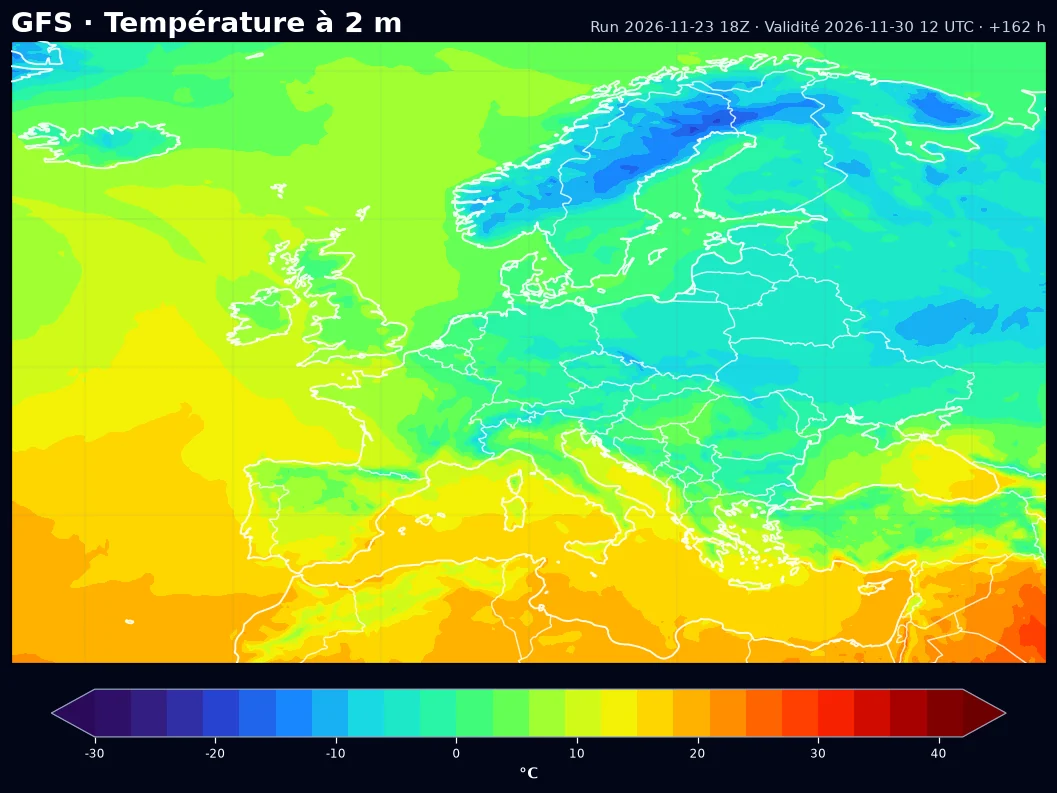 GFS · Température à 2 m
Run 2026-11-23 18Z · Validité 2026-11-30 12 UTC · +162 h
-30 -20 -10 0 10 20 30 40
°C